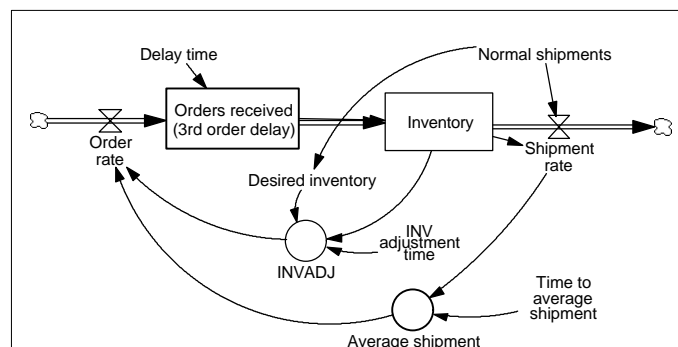 Delay time
Normal shipments
Orders received
(3rd order delay)
Inventory
Order
rate
Shipment
rate
Desired inventory
INV
adjustment
time
INVADJ
Time to
average
shipment
Average shipment